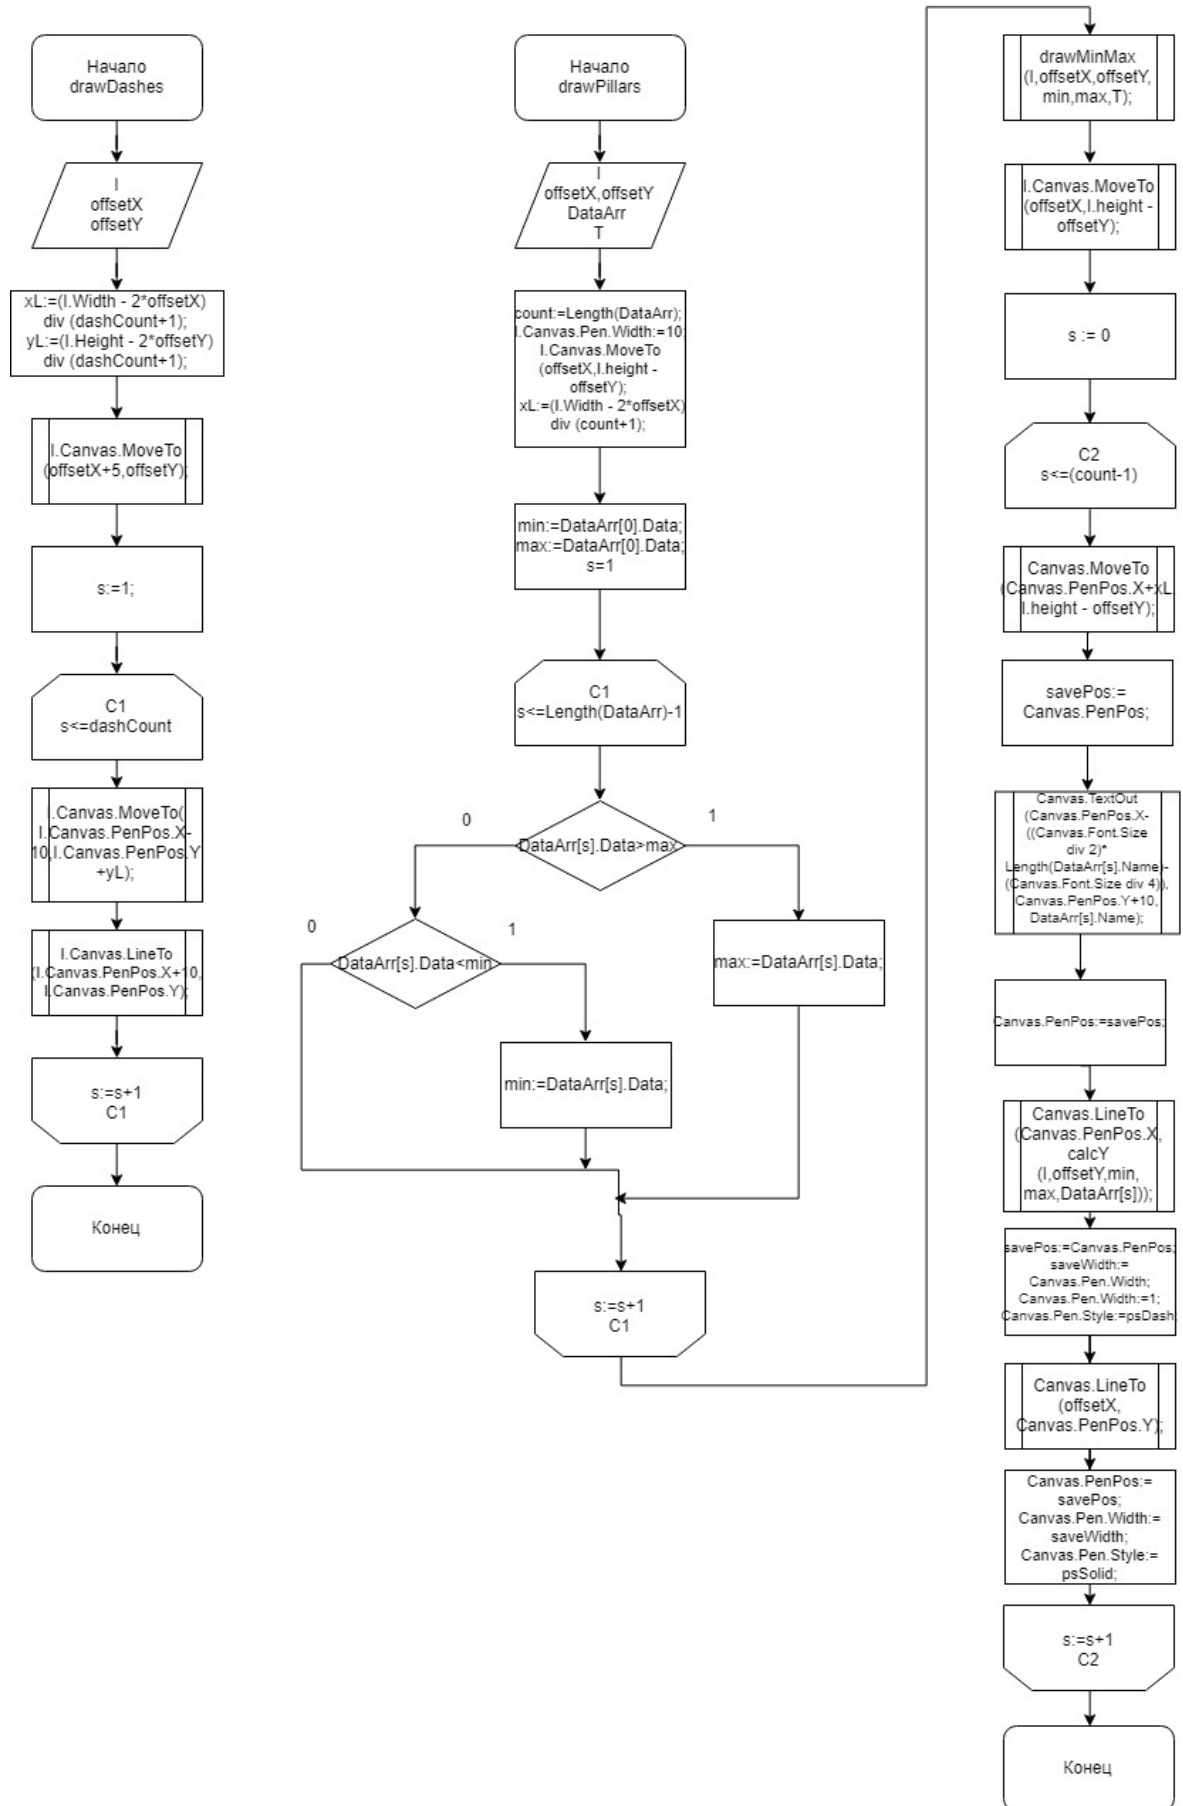 Начало
drawDashes
I
offsetX
offsetY
xL:=(I.Width - 2*offsetX)
div (dashCount+1);
yL:=(I.Height - 2*offsetY)
div (dashCount+1);
I.Canvas.MoveTo
(offsetX+5,offsetY);
s:=1;
C1
s<=dashCount
I.Canvas.MoveTo(
I.Canvas.PenPos.X-
10,I.Canvas.PenPos.Y
+yL);
I.Canvas.LineTo
(I.Canvas.PenPos.X+10,
I.Canvas.PenPos.Y);
s:=s+1
C1
Конец
Начало
drawPillars
I
offsetX,offsetY
DataArr
T
count:=Length(DataArr);
I.Canvas.Pen.Width:=10;
I.Canvas.MoveTo
(offsetX,I.height -
offsetY);
xL:=(I.Width - 2*offsetX)
div (count+1);
min:=DataArr[0].Data;
max:=DataArr[0].Data;
s=1
C1
s<=Length(DataArr)-1
0
1
DataArr[s].Data>max
0
1
DataArr[s].Data<min
max:=DataArr[s].Data;
min:=DataArr[s].Data;
s:=s+1
C1
drawMinMax
(I,offsetX,offsetY,
min,max,T);
I.Canvas.MoveTo
(offsetX,I.height -
offsetY);
s := 0
C2
s<=(count-1)
Canvas.MoveTo
(Canvas.PenPos.X+xL,
I.height - offsetY);
savePos:=
Canvas.PenPos;
Canvas.TextOut
(Canvas.PenPos.X-
((Canvas.Font.Size
div 2)*
Length(DataArr[s].Name)-
(Canvas.Font.Size div 4)),
Canvas.PenPos.Y+10,
DataArr[s].Name);
Canvas.PenPos:=savePos;
Canvas.LineTo
(Canvas.PenPos.X,
calcY
(I,offsetY,min,
max,DataArr[s]));
savePos:=Canvas.PenPos;
saveWidth:=
Canvas.Pen.Width;
Canvas.Pen.Width:=1;
Canvas.Pen.Style:=psDash;
Canvas.LineTo
(offsetX,
Canvas.PenPos.Y);
Canvas.PenPos:=
savePos;
Canvas.Pen.Width:=
saveWidth;
Canvas.Pen.Style:=
psSolid;
s:=s+1
C2
Конец